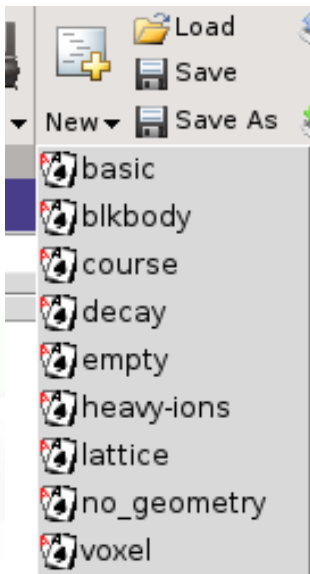 Load
Save
New Save As
basic
blkbody
course
decay
empty
heavy-ions
lattice
no_geometry
voxel